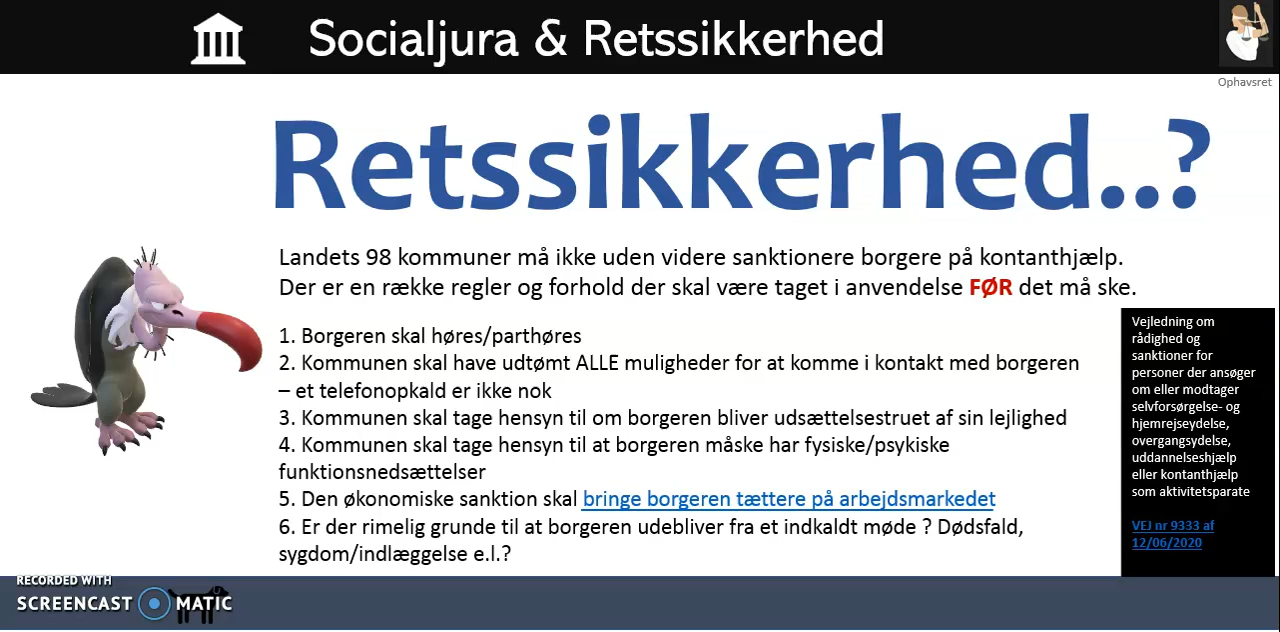 Socialjura & Retssikkerhed
Ophavsret
Retssikkerhed..?
Landets 98 kommuner må ikke uden videre sanktionere borgere på kontanthjælp.
Der er en række regler og forhold der skal være taget i anvendelse FØR det må ske.
1. Borgeren skal høres/parthøres
2. Kommunen skal have udtømt ALLE muligheder for at komme i kontakt med borgeren
– et telefonopkald er ikke nok
3. Kommunen skal tage hensyn til om borgeren bliver udsættelsestruet af sin lejlighed
4. Kommunen skal tage hensyn til at borgeren måske har fysiske/psykiske
funktionsnedsættelser
5. Den økonomiske sanktion skal bringe borgeren tættere på arbejdsmarkedet
6. Er der rimelig grunde til at borgeren udebliver fra et indkaldt møde ? Dødsfald,
sygdom/indlæggelse e.l.?
Vejledning om
rådighed og
sanktioner for
personer der ansøger
om eller modtager
selvforsørgelse- og
hjemrejseydelse,
overgangsydelse,
uddannelseshjælp
eller kontanthjælp
som aktivitetsparate
VEJ nr 9333 af
12/06/2020
RECORDED WITH
SCREENCAST MATIC